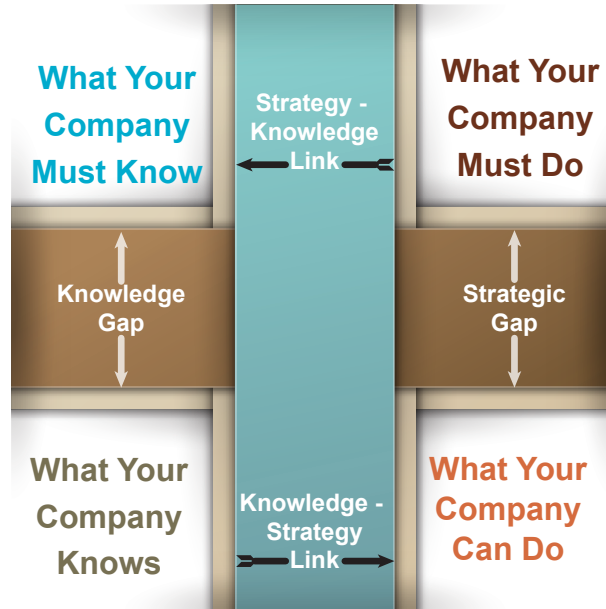 What Your
Company
Must Know
Strategy -
Knowledge
Link
What Your
Company
Must Do
Knowledge
Gap
Strategic
Gap
What Your
Company
Knows
Knowledge -
Strategy
Link
What Your
Company
Can Do